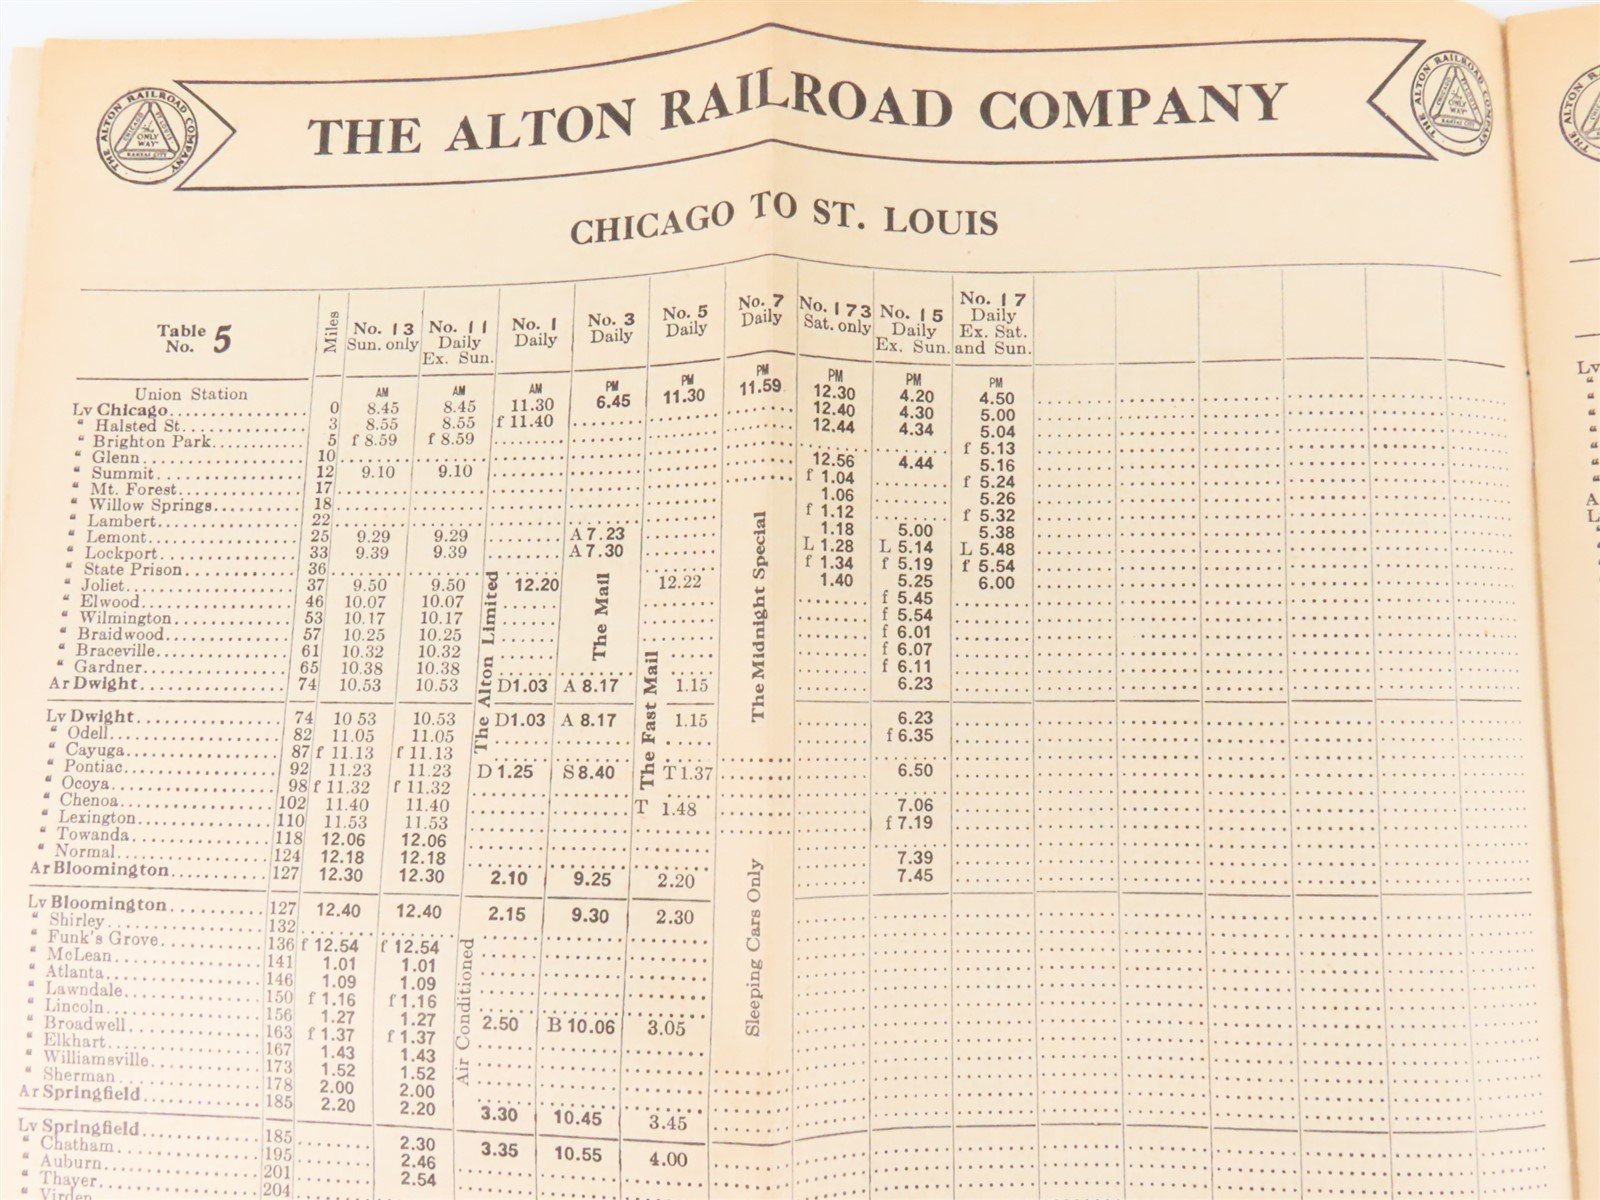 THE ALTON RAILROAD COMPANY
THE ALTON RAILROAD COMPANY
CHICAGO
"The ONLY WAY"
KANSAS CITY
THE ALTON RAILROAD COMPANY
"The ONLY WAY"
KANSAS CITY
CHICAGO TO ST. LOUIS
Table No. 5 Miles No. 13 Sun. only No. 11 Daily Ex. Sun. No. 1 Daily No. 3 Daily No. 5 Daily No. 7 Daily No. 173 Sat. only No. 15 Daily Ex. Sun. No. 17 Daily Ex. Sat. and Sun.
Union Station AM AM AM PM PM PM PM PM PM
Lv Chicago 0 8.45 8.45 11.30 6.45 11.30 11.59 12.30 4.20 4.50
" Halsted St. 3 8.55 8.55 f 11.40 12.40 4.30 5.00
" Brighton Park 5 f 8.59 f 8.59 12.44 4.34 5.04
" Glenn 10 f 5.13
" Summit 12 9.10 9.10 12.56 4.44 5.16
" Mt. Forest 17 f 1.04 f 5.24
" Willow Springs 18 1.06 5.26
" Lambert 22 f 1.12 f 5.32
" Lemont 25 9.29 9.29 A 7.23 1.18 5.00 5.38
" Lockport 33 9.39 9.39 A 7.30 L 1.28 L 5.14 L 5.48
" State Prison 36 f 1.34 f 5.19 f 5.54
" Joliet 37 9.50 9.50 12.20 12.22 1.40 5.25 6.00
" Elwood 46 10.07 10.07 f 5.45
" Wilmington 53 10.17 10.17 f 5.54
" Braidwood 57 10.25 10.25 f 6.01
" Braceville 61 10.32 10.32 f 6.07
" Gardner 65 10.38 10.38 f 6.11
Ar Dwight 74 10.53 10.53 D1.03 A 8.17 1.15 6.23
Lv Dwight 74 10 53 10.53 D1.03 A 8.17 1.15 6.23
" Odell 82 11.05 11.05 f 6.35
" Cayuga 87 f 11.13 f 11.13
" Pontiac 92 11.23 11.23 D 1.25 S 8.40 T 1.37 6.50
" Ocoya 98 f 11.32 f 11.32
" Chenoa 102 11.40 11.40 T 1.48 7.06
" Lexington 110 11.53 11.53 f 7.19
" Towanda 118 12.06 12.06
" Normal 124 12.18 12.18 7.39
Ar Bloomington 127 12.30 12.30 2.10 9.25 2.20 7.45
Lv Bloomington 127 12.40 12.40 2.15 9.30 2.30
" Shirley 132
" Funk's Grove 136 f 12.54 f 12.54
" McLean 141 1.01 1.01
" Atlanta 146 1.09 1.09
" Lawndale 150 f 1.16 f 1.16
" Lincoln 156 1.27 1.27 2.50 B 10.06 3.05
" Broadwell 163 f 1.37 f 1.37
" Elkhart 167 1.43 1.43
" Williamsville 173 1.52 1.52
" Sherman 178 2.00 2.00
Ar Springfield 185 2.20 2.20 3.30 10.45 3.45
Lv Springfield 185 2.30 3.35 10.55 4.00
" Chatham 195 2.46
" Auburn 201 2.54
" Thayer 204
" Virden
The Alton Limited
Air Conditioned
The Mail
The Fast Mail
The Midnight Special
Sleeping Cars Only